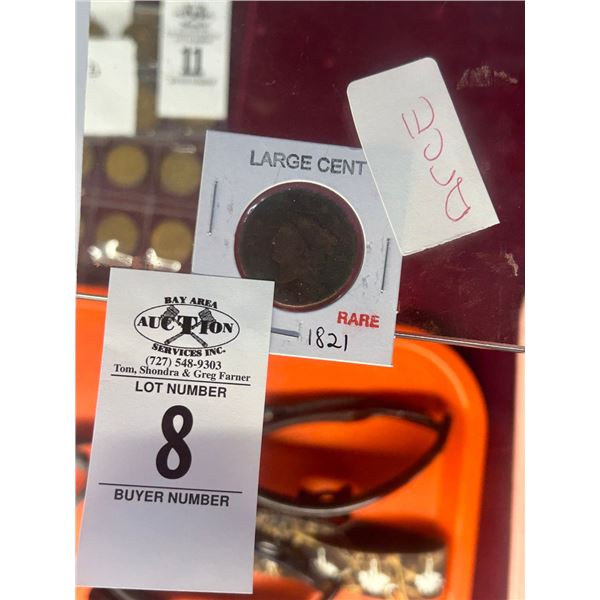 11
LARGE CENT
RARE
1821
BAY AREA
AUCTION
SERVICES INC.
(727) 548-9303
Tom, Shondra & Greg Farner
LOT NUMBER
8
BUYER NUMBER